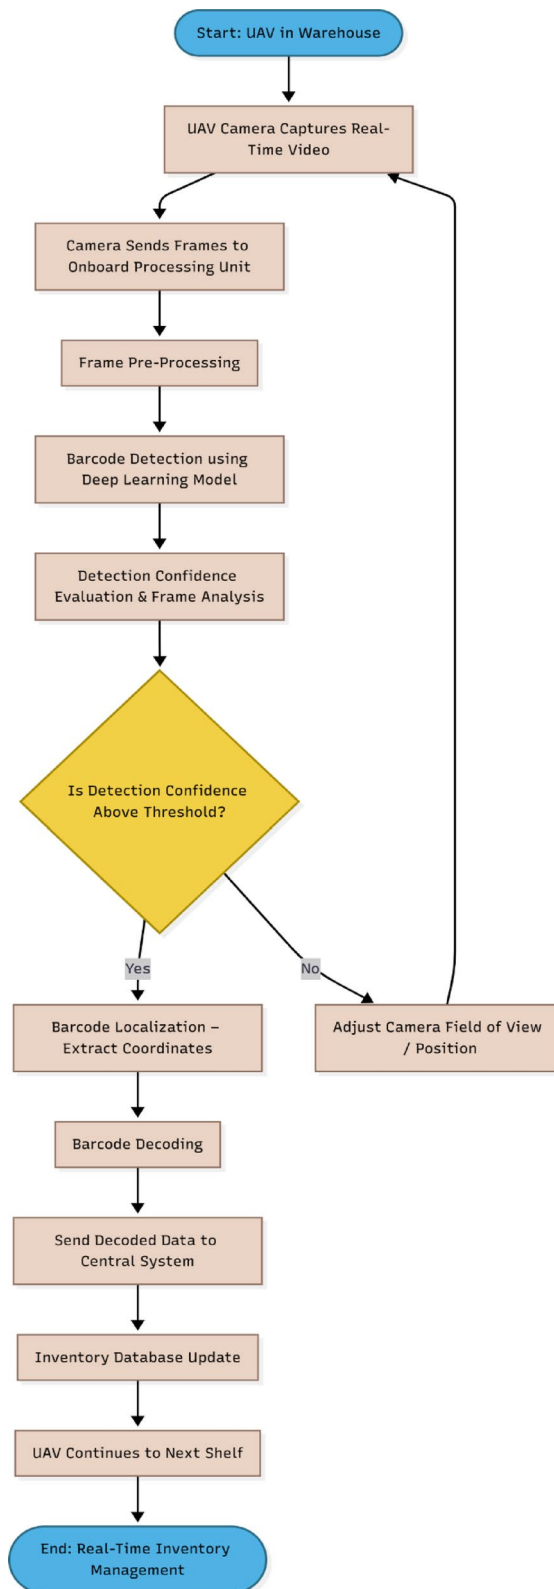 Start: UAV in Warehouse
UAV Camera Captures Real-
Time Video
Camera Sends Frames to
Onboard Processing Unit
Frame Pre-Processing
Barcode Detection using
Deep Learning Model
Detection Confidence
Evaluation & Frame Analysis
Is Detection Confidence
Above Threshold?
Yes
No
Barcode Localization –
Extract Coordinates
Adjust Camera Field of View
/ Position
Barcode Decoding
Send Decoded Data to
Central System
Inventory Database Update
UAV Continues to Next Shelf
End: Real-Time Inventory
Management